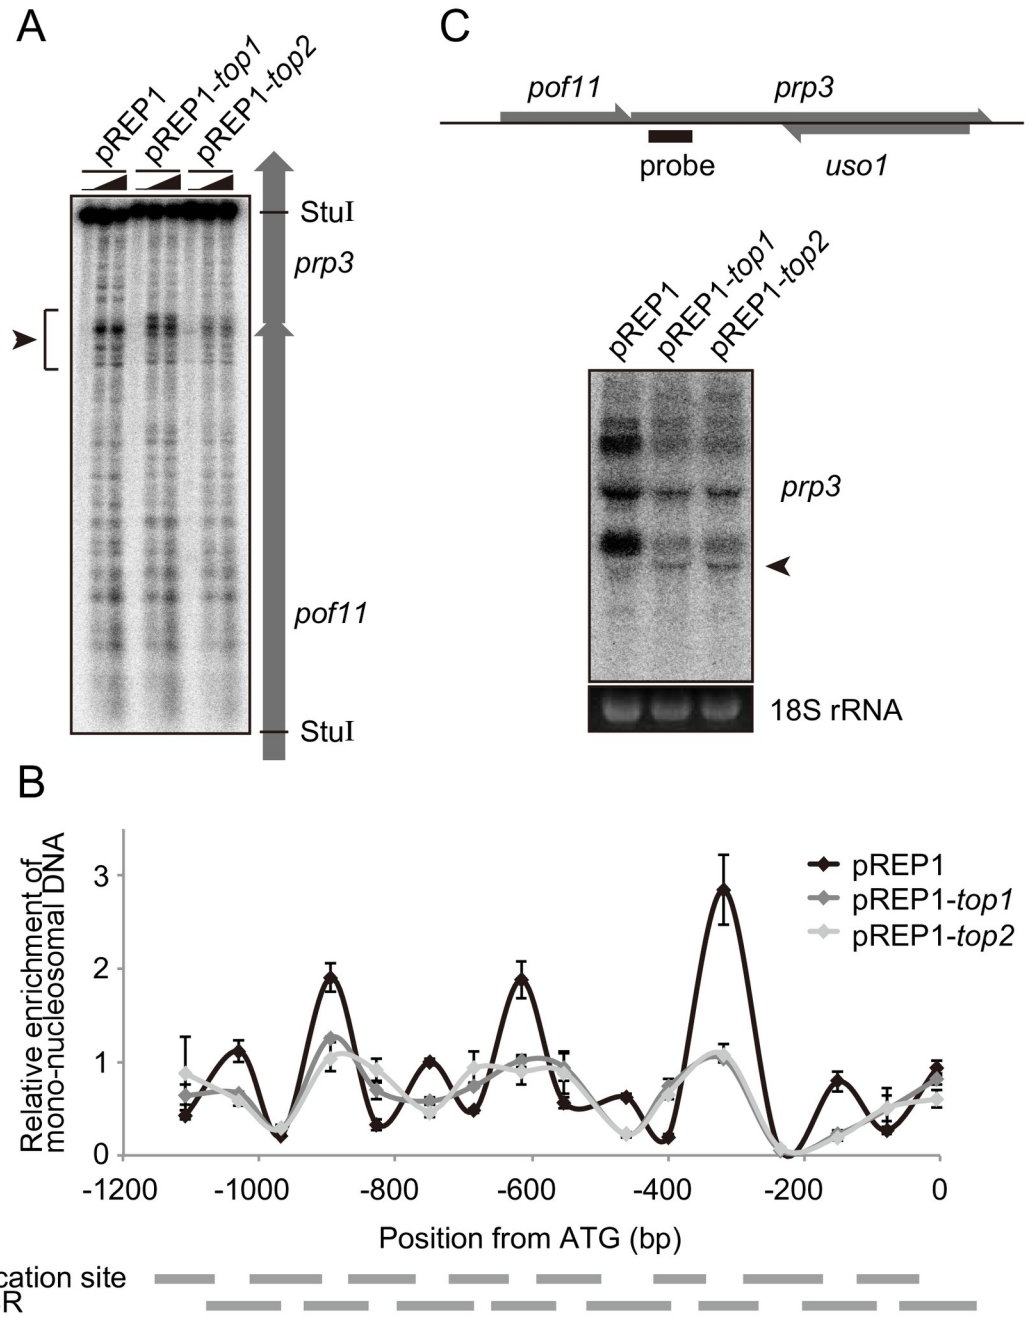 A
pREP1
pREP1-top1
pREP1-top2
StuI
prp3
pof11
StuI
C
pof11
prp3
probe
uso1
pREP1
pREP1-top1
pREP1-top2
prp3
18S rRNA
B
Relative enrichment of
mono-nucleosomal DNA
3
2
1
0
pREP1
pREP1-top1
pREP1-top2
-1200 -1000 -800 -600 -400 -200 0
Position from ATG (bp)
cation site
R